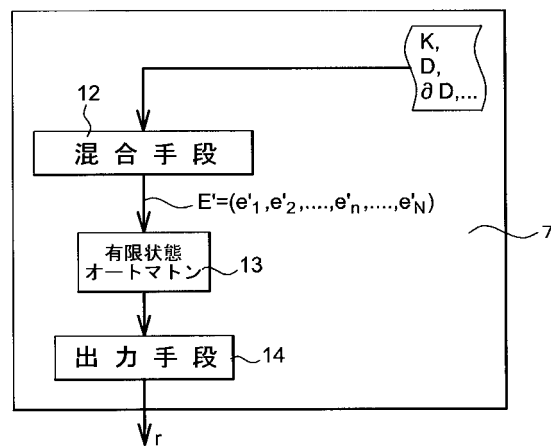 K,
D,
∂D,...
12
混合手段
E'=(e'1,e'2,....,e'n,....,e'N)
7
有限状態
オートマトン
13
出力手段
14
r